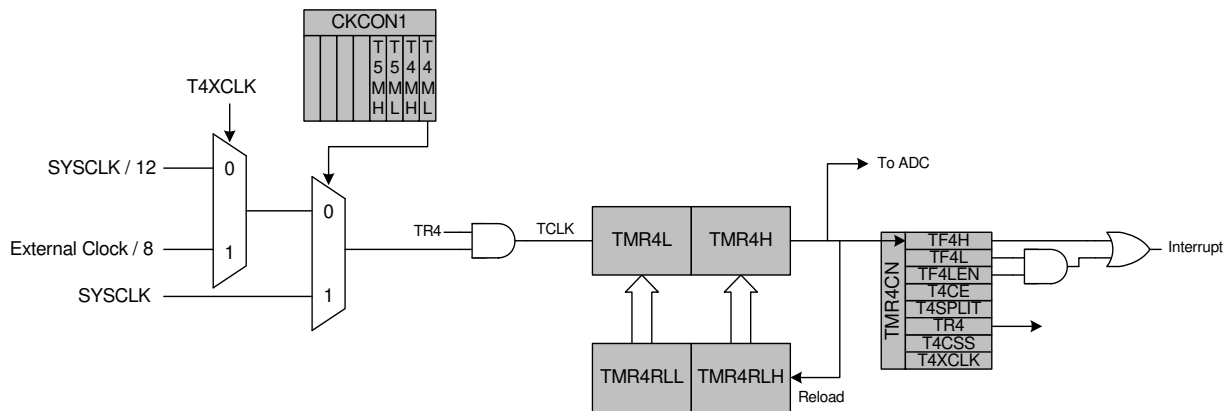 CKCON1
T5MH
T5ML
T4MH
T4ML
T4XCLK
SYSCLK / 12
0
External Clock / 8
1
0
SYSCLK
1
TR4
TCLK
TMR4L
TMR4H
To ADC
TMR4RLL
TMR4RLH
Reload
TMR4CN
TF4H
TF4L
TF4LEN
T4CE
T4SPLIT
TR4
T4CSS
T4XCLK
Interrupt